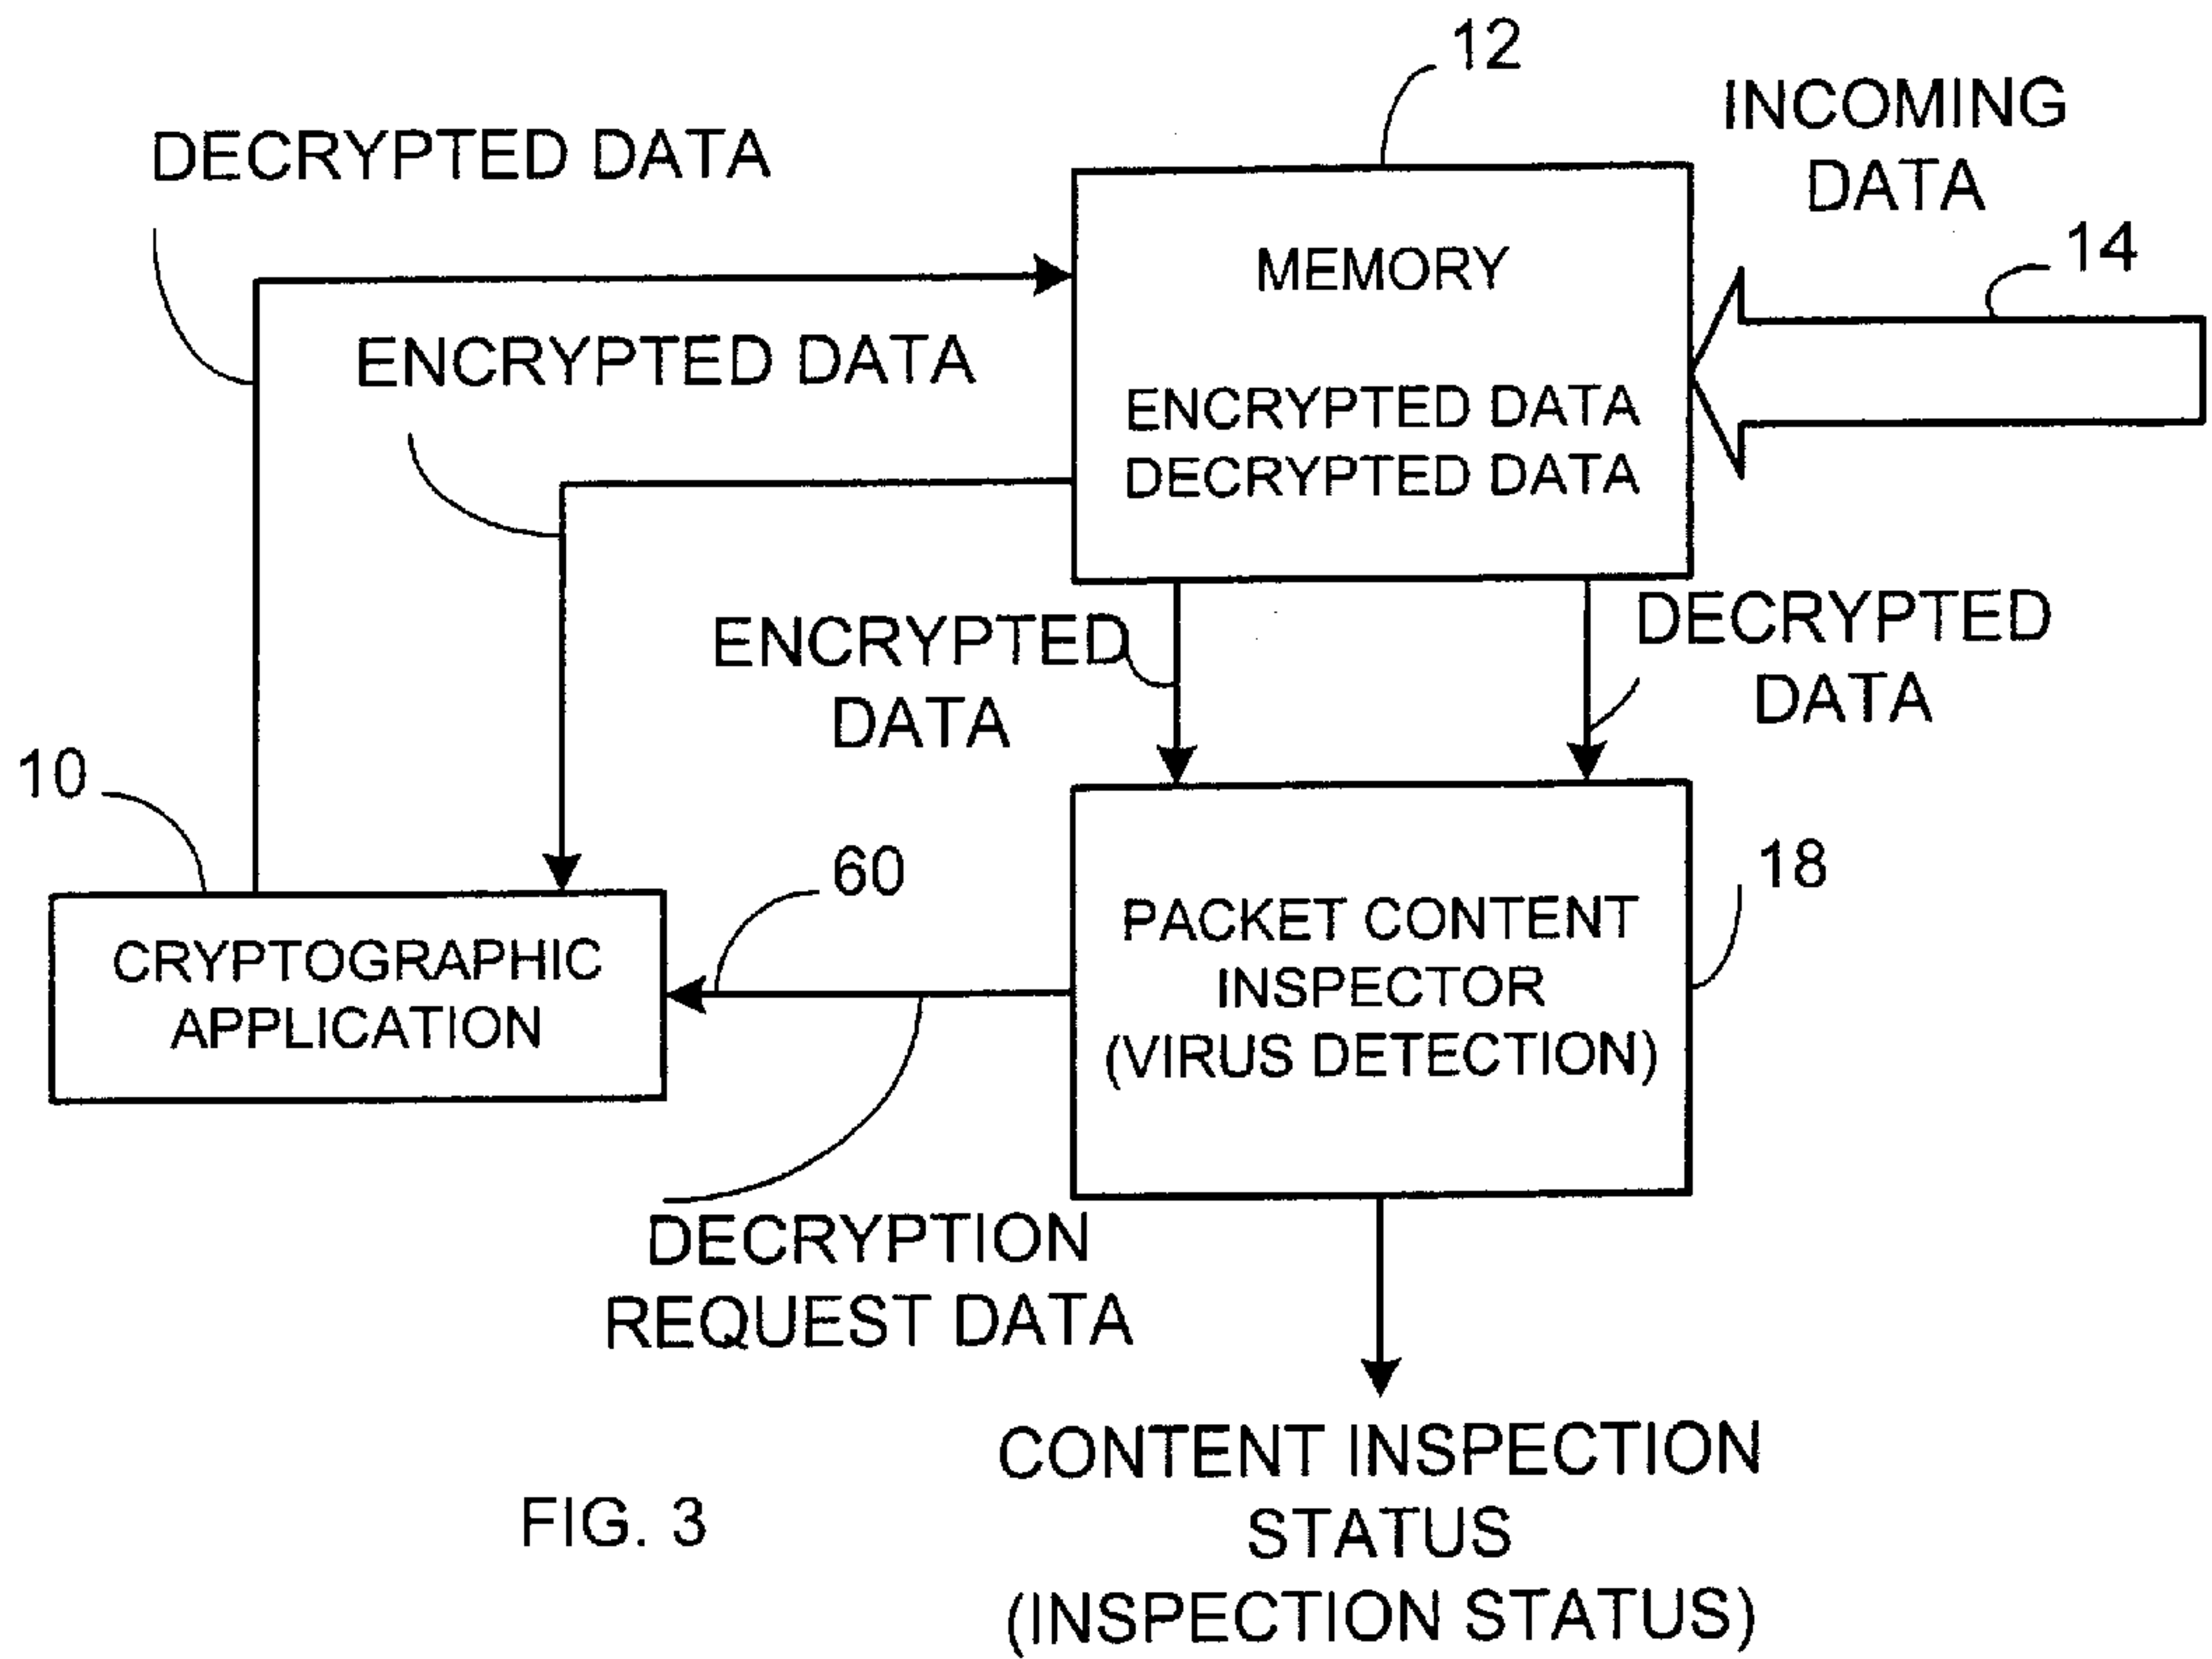 12
INCOMING
DATA
DECRYPTED DATA
14
MEMORY
ENCRYPTED DATA
ENCRYPTED DATA
DECRYPTED DATA
ENCRYPTED
DATA
DECRYPTED
DATA
10
60
18
CRYPTOGRAPHIC
APPLICATION
PACKET CONTENT
INSPECTOR
(VIRUS DETECTION)
DECRYPTION
REQUEST DATA
CONTENT INSPECTION
STATUS
(INSPECTION STATUS)
FIG. 3